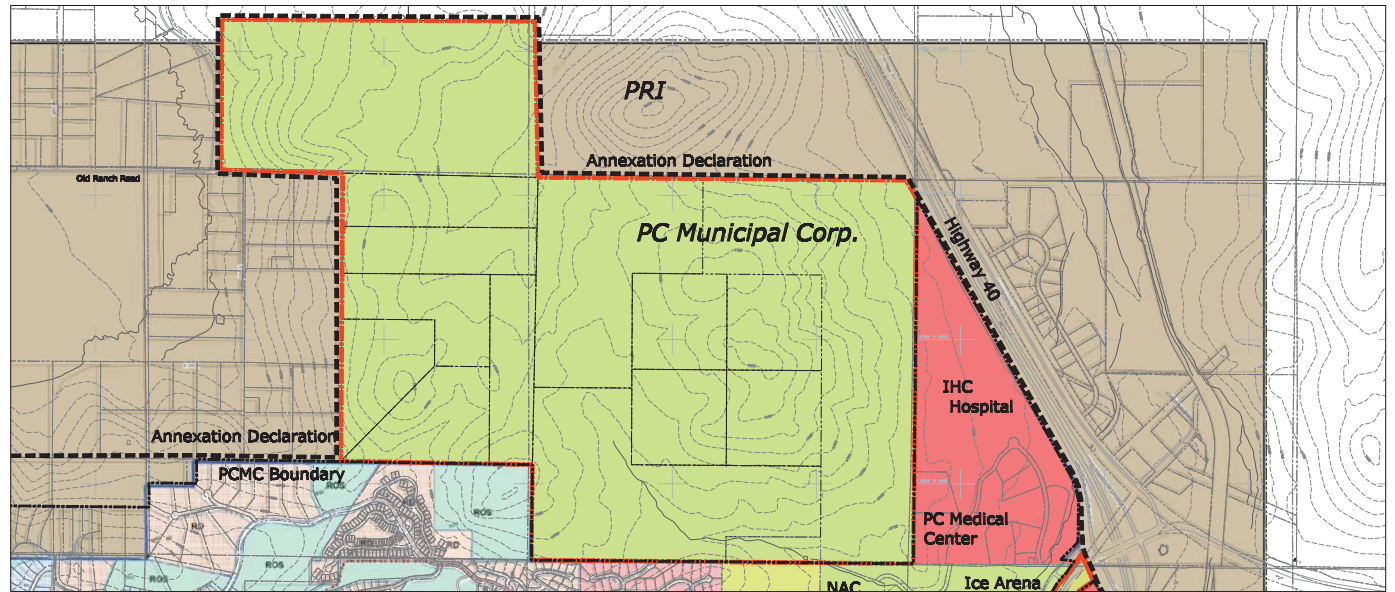 PRI
Annexation Declaration
Old Ranch Road
PC Municipal Corp.
Highway 40
IHC
Hospital
Annexation Declaration
PCMC Boundary
ROS
ROS
RD
RD
PC Medical
Center
ROS
ROS
NAC
Ice Arena